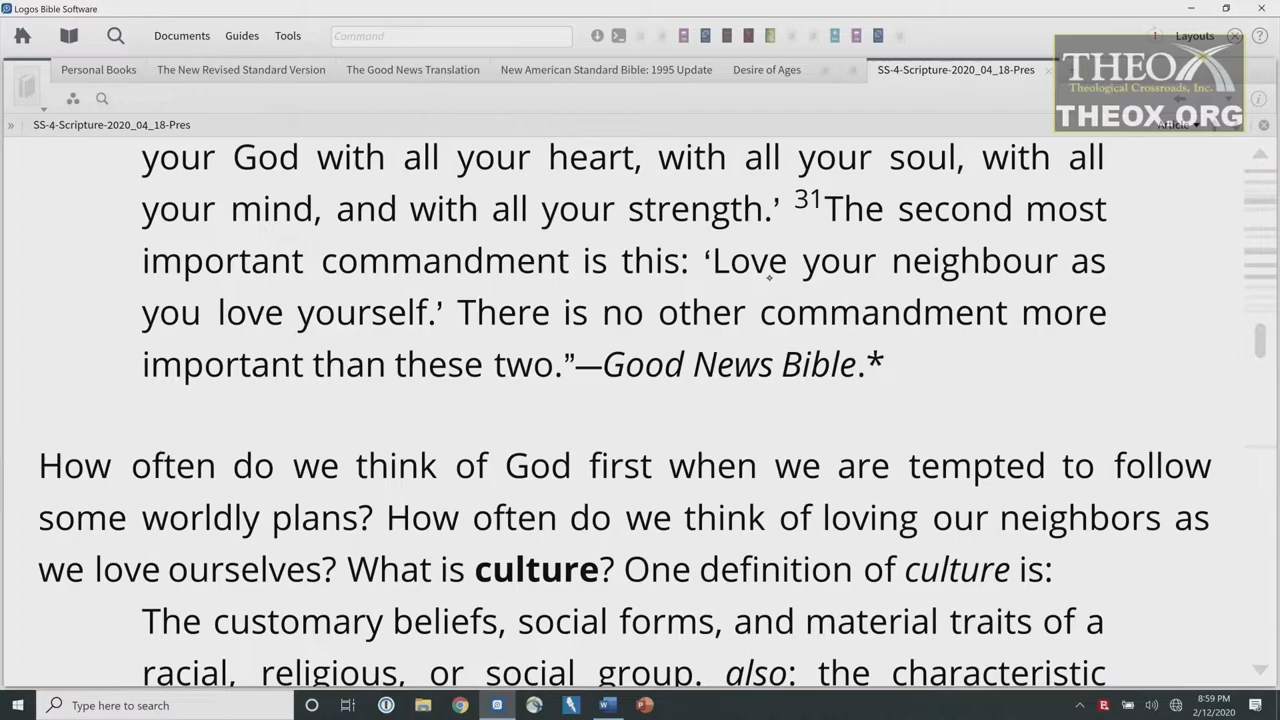 Logos Bible Software
Documents Guides Tools Command Layouts
THEOX
Theological Crossroads, Inc.
THEOX.ORG
Personal Books The New Revised Standard Version The Good News Translation New American Standard Bible: 1995 Update Desire of Ages SS-4-Scripture-2020_04_18-Pres
SS-4-Scripture-2020_04_18-Pres Article
your God with all your heart, with all your soul, with all
your mind, and with all your strength.’ 31The second most
important commandment is this: ‘Love your neighbour as
you love yourself.’ There is no other commandment more
important than these two.”—Good News Bible.*
How often do we think of God first when we are tempted to follow
some worldly plans? How often do we think of loving our neighbors as
we love ourselves? What is culture? One definition of culture is:
The customary beliefs, social forms, and material traits of a
racial, religious, or social group. also: the characteristic
Type here to search
8:59 PM
2/12/2020